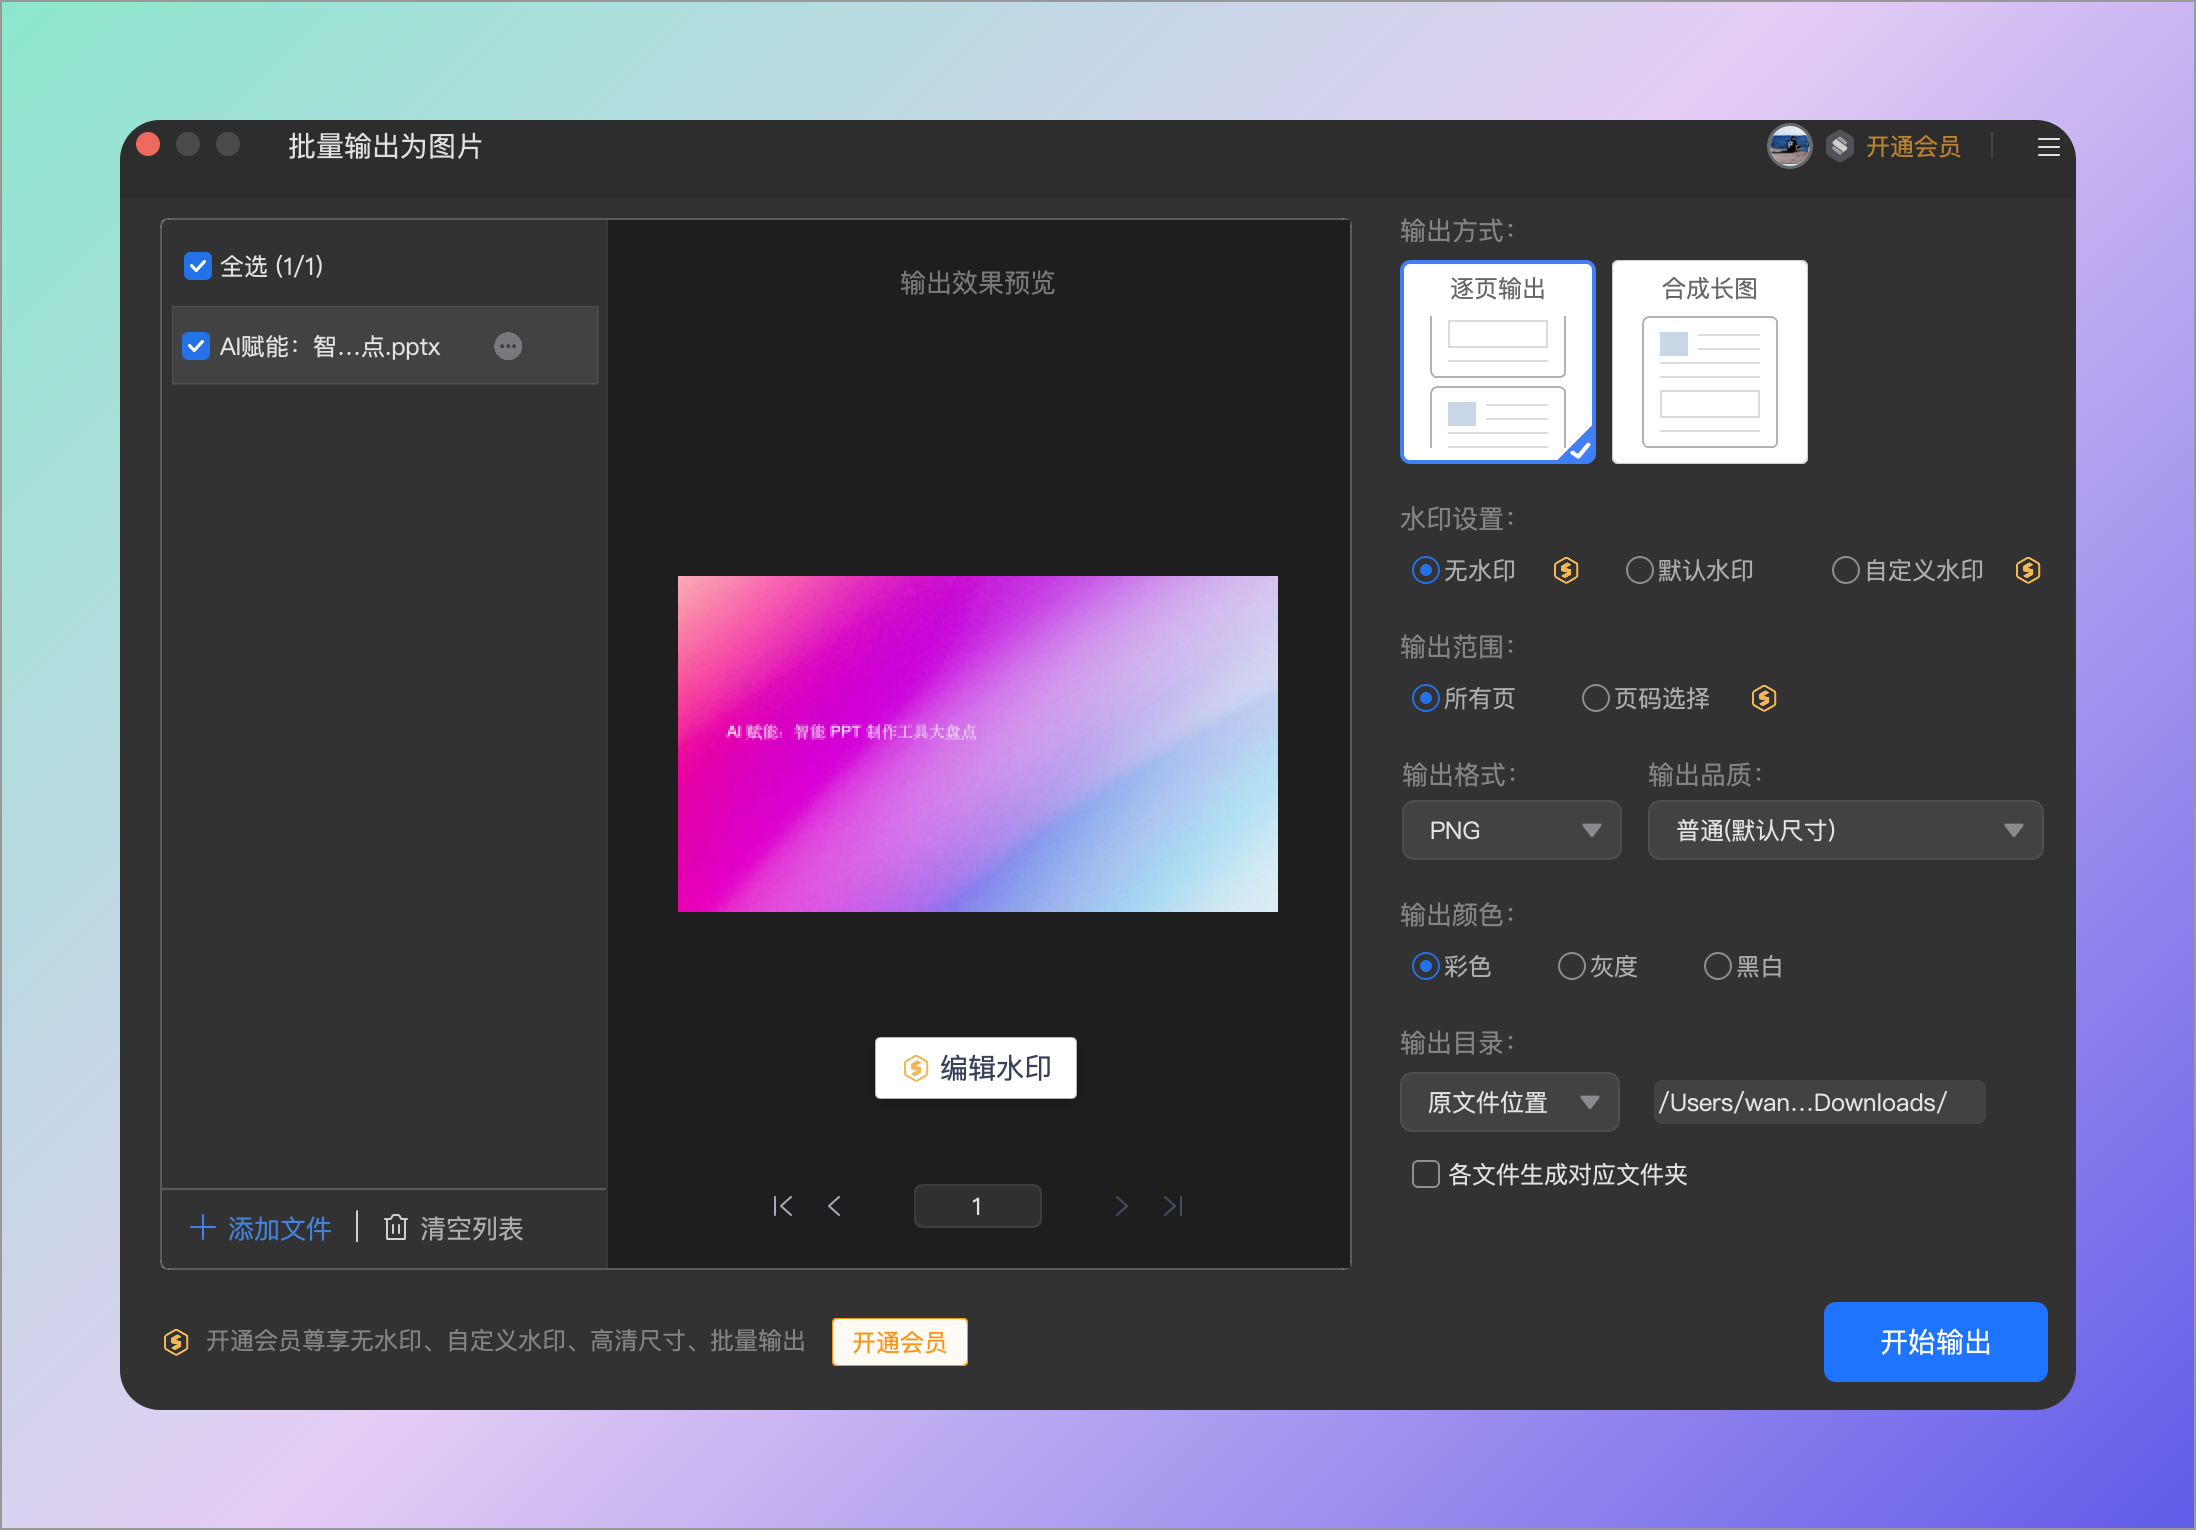 批量输出为图片
开通会员
全选 (1/1)
AI赋能：智...点.pptx
添加文件
清空列表
输出效果预览
AI 赋能：智能 PPT 制作工具大盘点
编辑水印
1
输出方式：
逐页输出
合成长图
水印设置：
无水印
默认水印
自定义水印
输出范围：
所有页
页码选择
输出格式：
输出品质：
PNG
普通(默认尺寸)
输出颜色：
彩色
灰度
黑白
输出目录：
原文件位置
/Users/wan...Downloads/
各文件生成对应文件夹
开通会员尊享无水印、自定义水印、高清尺寸、批量输出
开通会员
开始输出